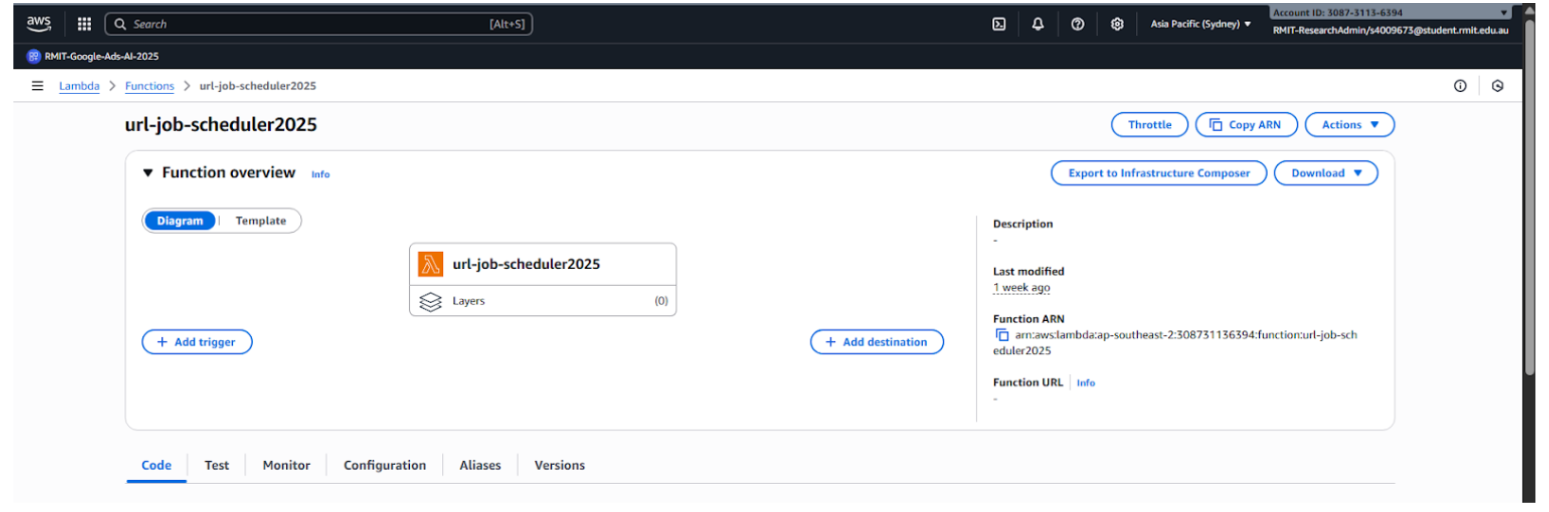 aws
Search [Alt+S]
Asia Pacific (Sydney)
Account ID: 3087-3113-6394
RMIT-ResearchAdmin/s4009673@student.rmit.edu.au
RMIT-Google-Ads-AI-2025
Lambda > Functions > url-job-scheduler2025
url-job-scheduler2025
Throttle
Copy ARN
Actions
Function overview Info
Export to Infrastructure Composer
Download
Diagram
Template
url-job-scheduler2025
Layers (0)
+ Add trigger
+ Add destination
Description
-
Last modified
1 week ago
Function ARN
arn:aws:lambda:ap-southeast-2:308731136394:function:url-job-sch
eduler2025
Function URL Info
-
Code
Test
Monitor
Configuration
Aliases
Versions